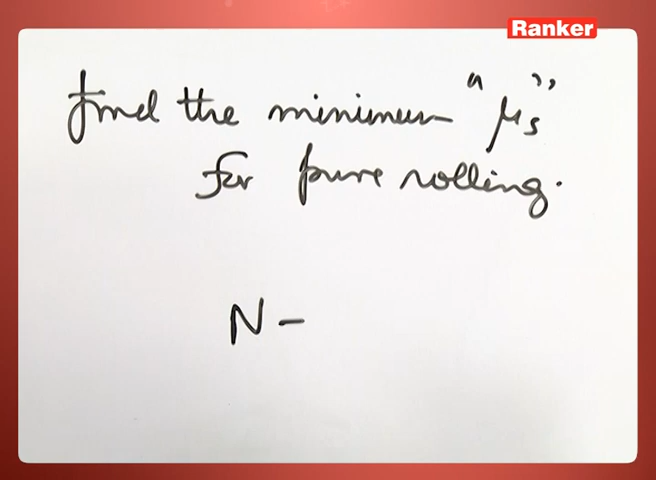 Ranker
find the minimum "μs"
for pure rolling.
N -